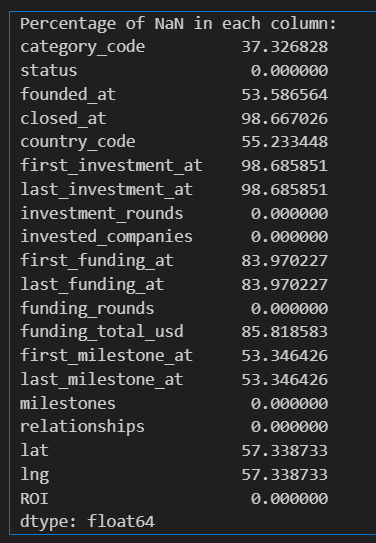 Percentage of NaN in each column:
category_code 37.326828
status 0.000000
founded_at 53.586564
closed_at 98.667026
country_code 55.233448
first_investment_at 98.685851
last_investment_at 98.685851
investment_rounds 0.000000
invested_companies 0.000000
first_funding_at 83.970227
last_funding_at 83.970227
funding_rounds 0.000000
funding_total_usd 85.818583
first_milestone_at 53.346426
last_milestone_at 53.346426
milestones 0.000000
relationships 0.000000
lat 57.338733
lng 57.338733
ROI 0.000000
dtype: float64